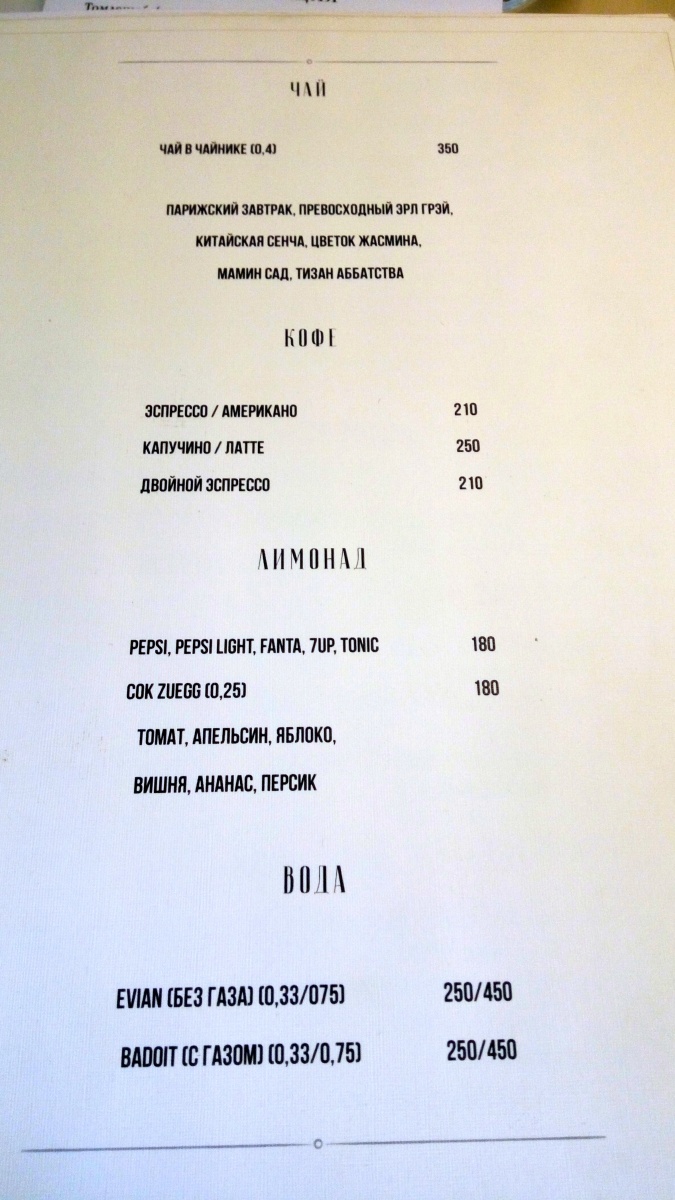 ЧАЙ
ЧАЙ В ЧАЙНИКЕ (0,4) 350
ПАРИЖСКИЙ ЗАВТРАК, ПРЕВОСХОДНЫЙ ЭРЛ ГРЭЙ,
КИТАЙСКАЯ СЕНЧА, ЦВЕТОК ЖАСМИНА,
МАМИН САД, ТИЗАН АББАТСТВА
КОФЕ
ЭСПРЕССО / АМЕРИКАНО 210
КАПУЧИНО / ЛАТТЕ 250
ДВОЙНОЙ ЭСПРЕССО 210
ЛИМОНАД
PEPSI, PEPSI LIGHT, FANTA, 7UP, TONIC 180
СОК ZUEGG (0,25) 180
ТОМАТ, АПЕЛЬСИН, ЯБЛОКО,
ВИШНЯ, АНАНАС, ПЕРСИК
ВОДА
EVIAN (БЕЗ ГАЗА) (0,33/075) 250/450
BADOIT (С ГАЗОМ) (0,33/0,75) 250/450